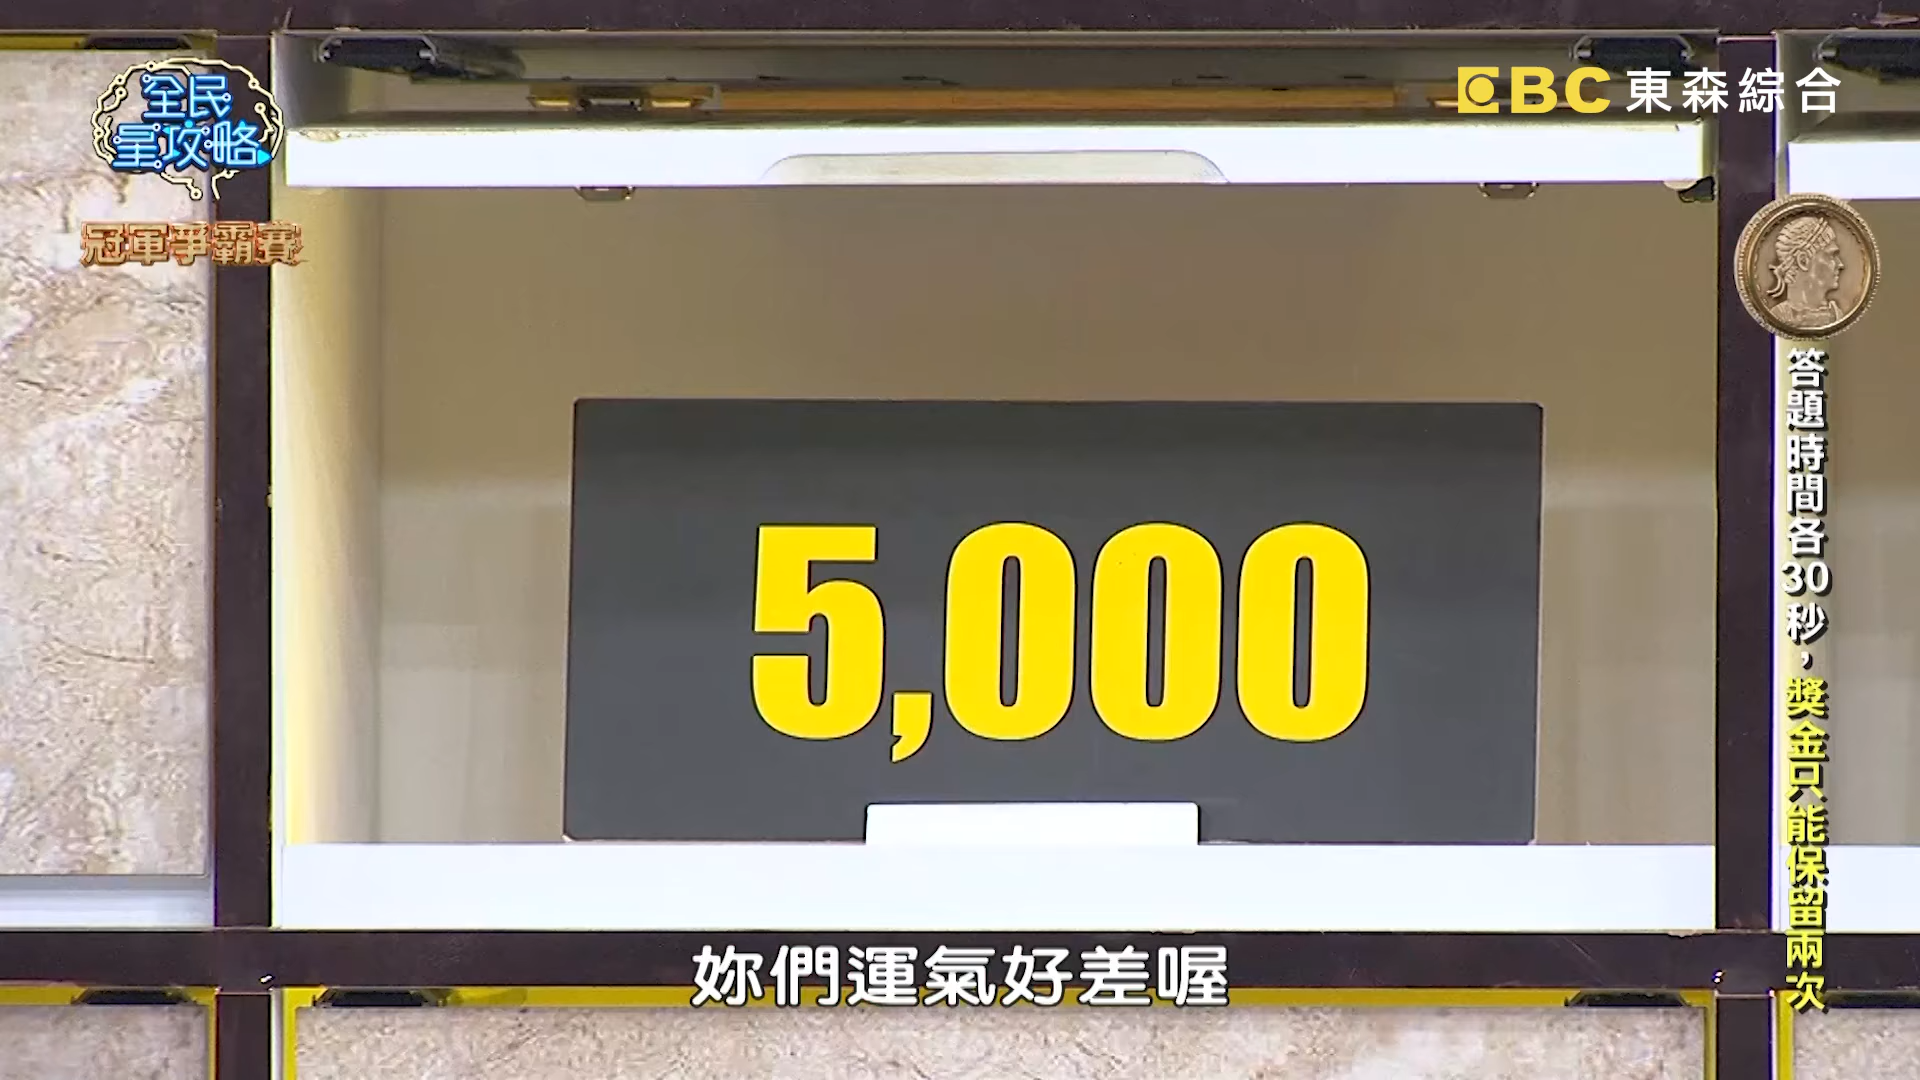 全民
星攻略
冠軍爭霸賽
EBC 東森綜合
5,000
答題時間各30秒，獎金只能保留兩次
妳們運氣好差喔